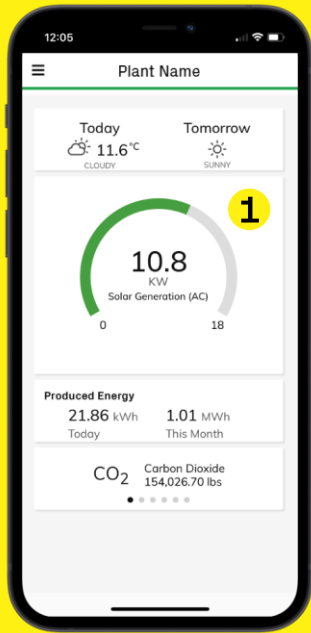 12:05
Plant Name
Today Tomorrow
11.6°C
CLOUDY SUNNY
1
10.8
KW
Solar Generation (AC)
0 18
Produced Energy
21.86 kWh 1.01 MWh
Today This Month
CO2 Carbon Dioxide
154,026.70 lbs